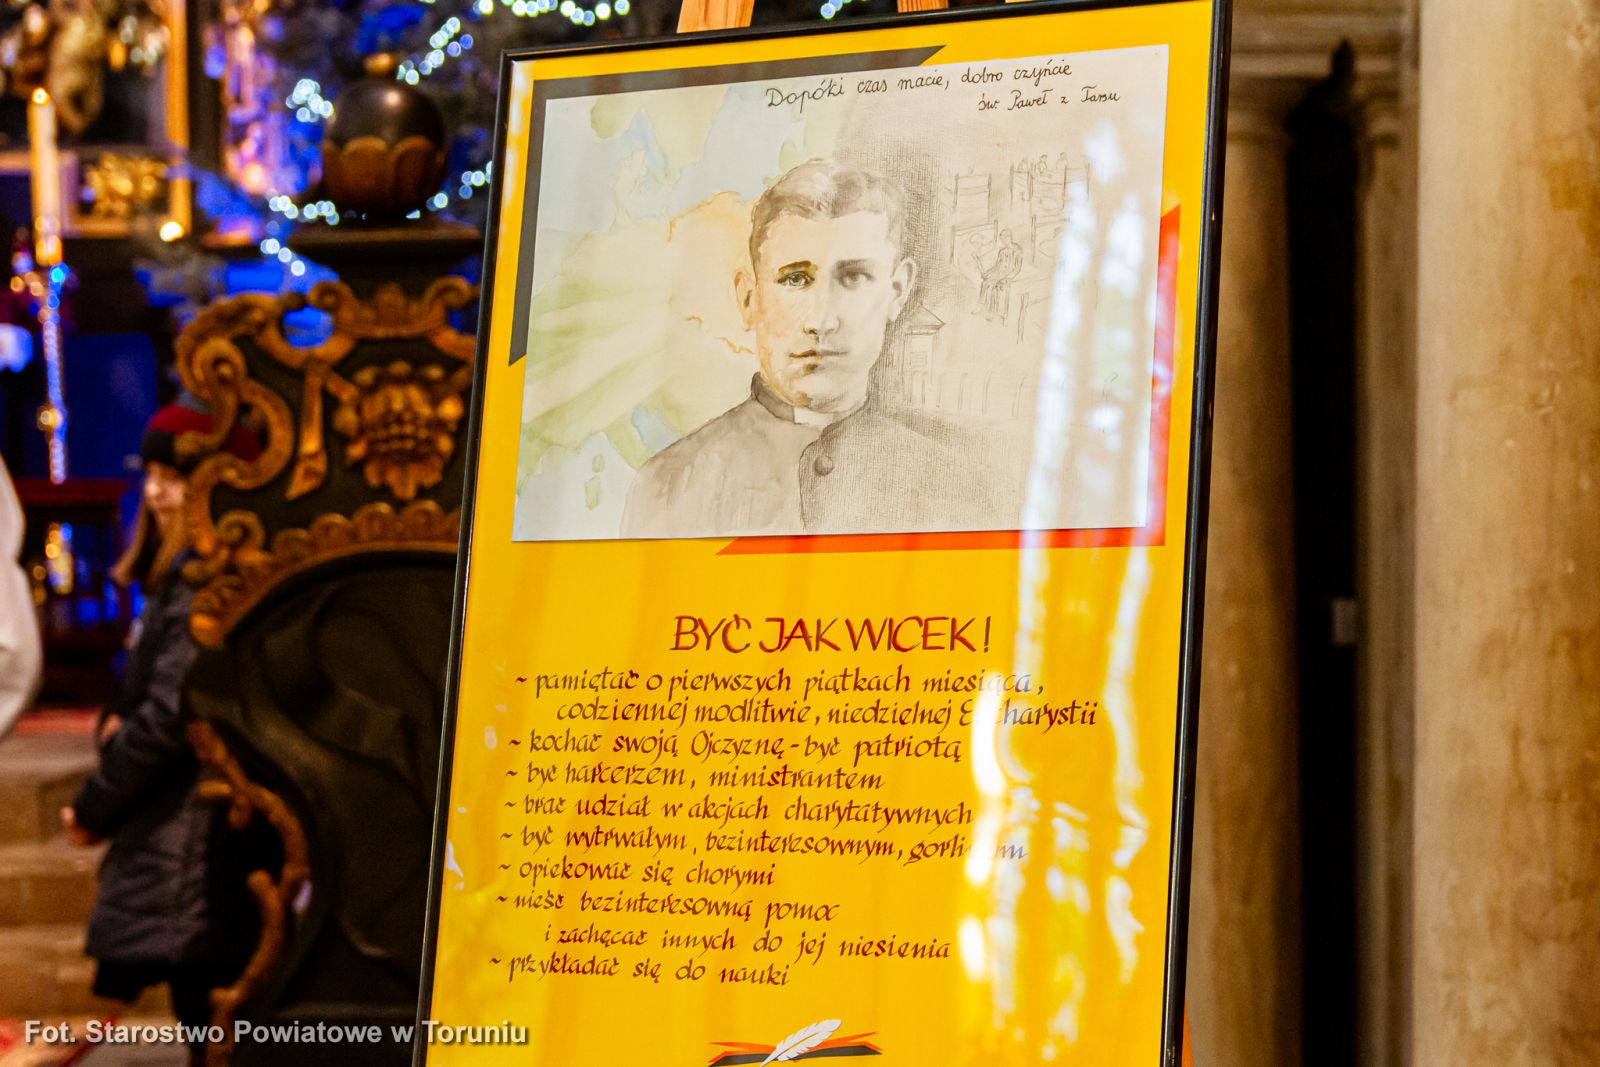 Dopóki czas macie, dobro czyńcie
św. Paweł z Tarsu
BYĆ JAK WICEK!
~ pamiętać o pierwszych piątkach miesiąca,
codziennej modlitwie, niedzielnej Eucharystii
~ kochać swoją Ojczyznę - być patriotą
~ być harcerzem, ministrantem
~ brać udział w akcjach charytatywnych
~ być wytrwałym, bezinteresownym,
~ opiekować się chorymi
~ nieść bezinteresowną pomoc
i zachęcać innych do jej niesienia
~ przykładać się do nauki
Fot. Starostwo Powiatowe w Toruniu